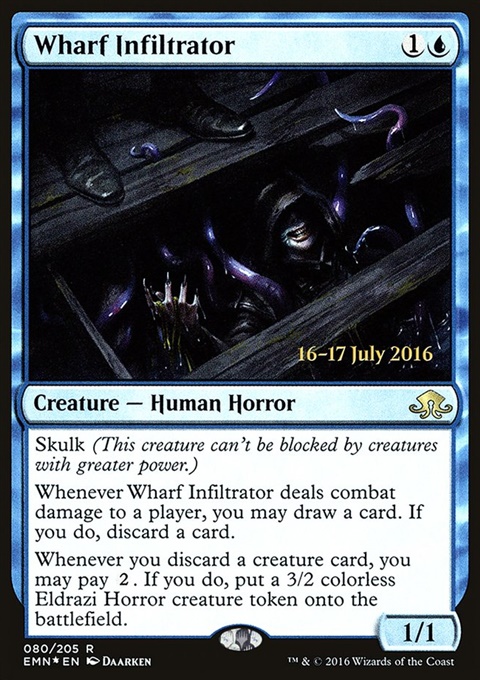 Wharf Infiltrator 1
16–17 July 2016
Creature — Human Horror
Skulk (This creature can't be blocked by creatures
with greater power.)
Whenever Wharf Infiltrator deals combat
damage to a player, you may draw a card. If
you do, discard a card.
Whenever you discard a creature card, you
may pay 2. If you do, put a 3/2 colorless
Eldrazi Horror creature token onto the
battlefield.
1/1
080/205 R
EMN★EN Daarken
™ & © 2016 Wizards of the Coast